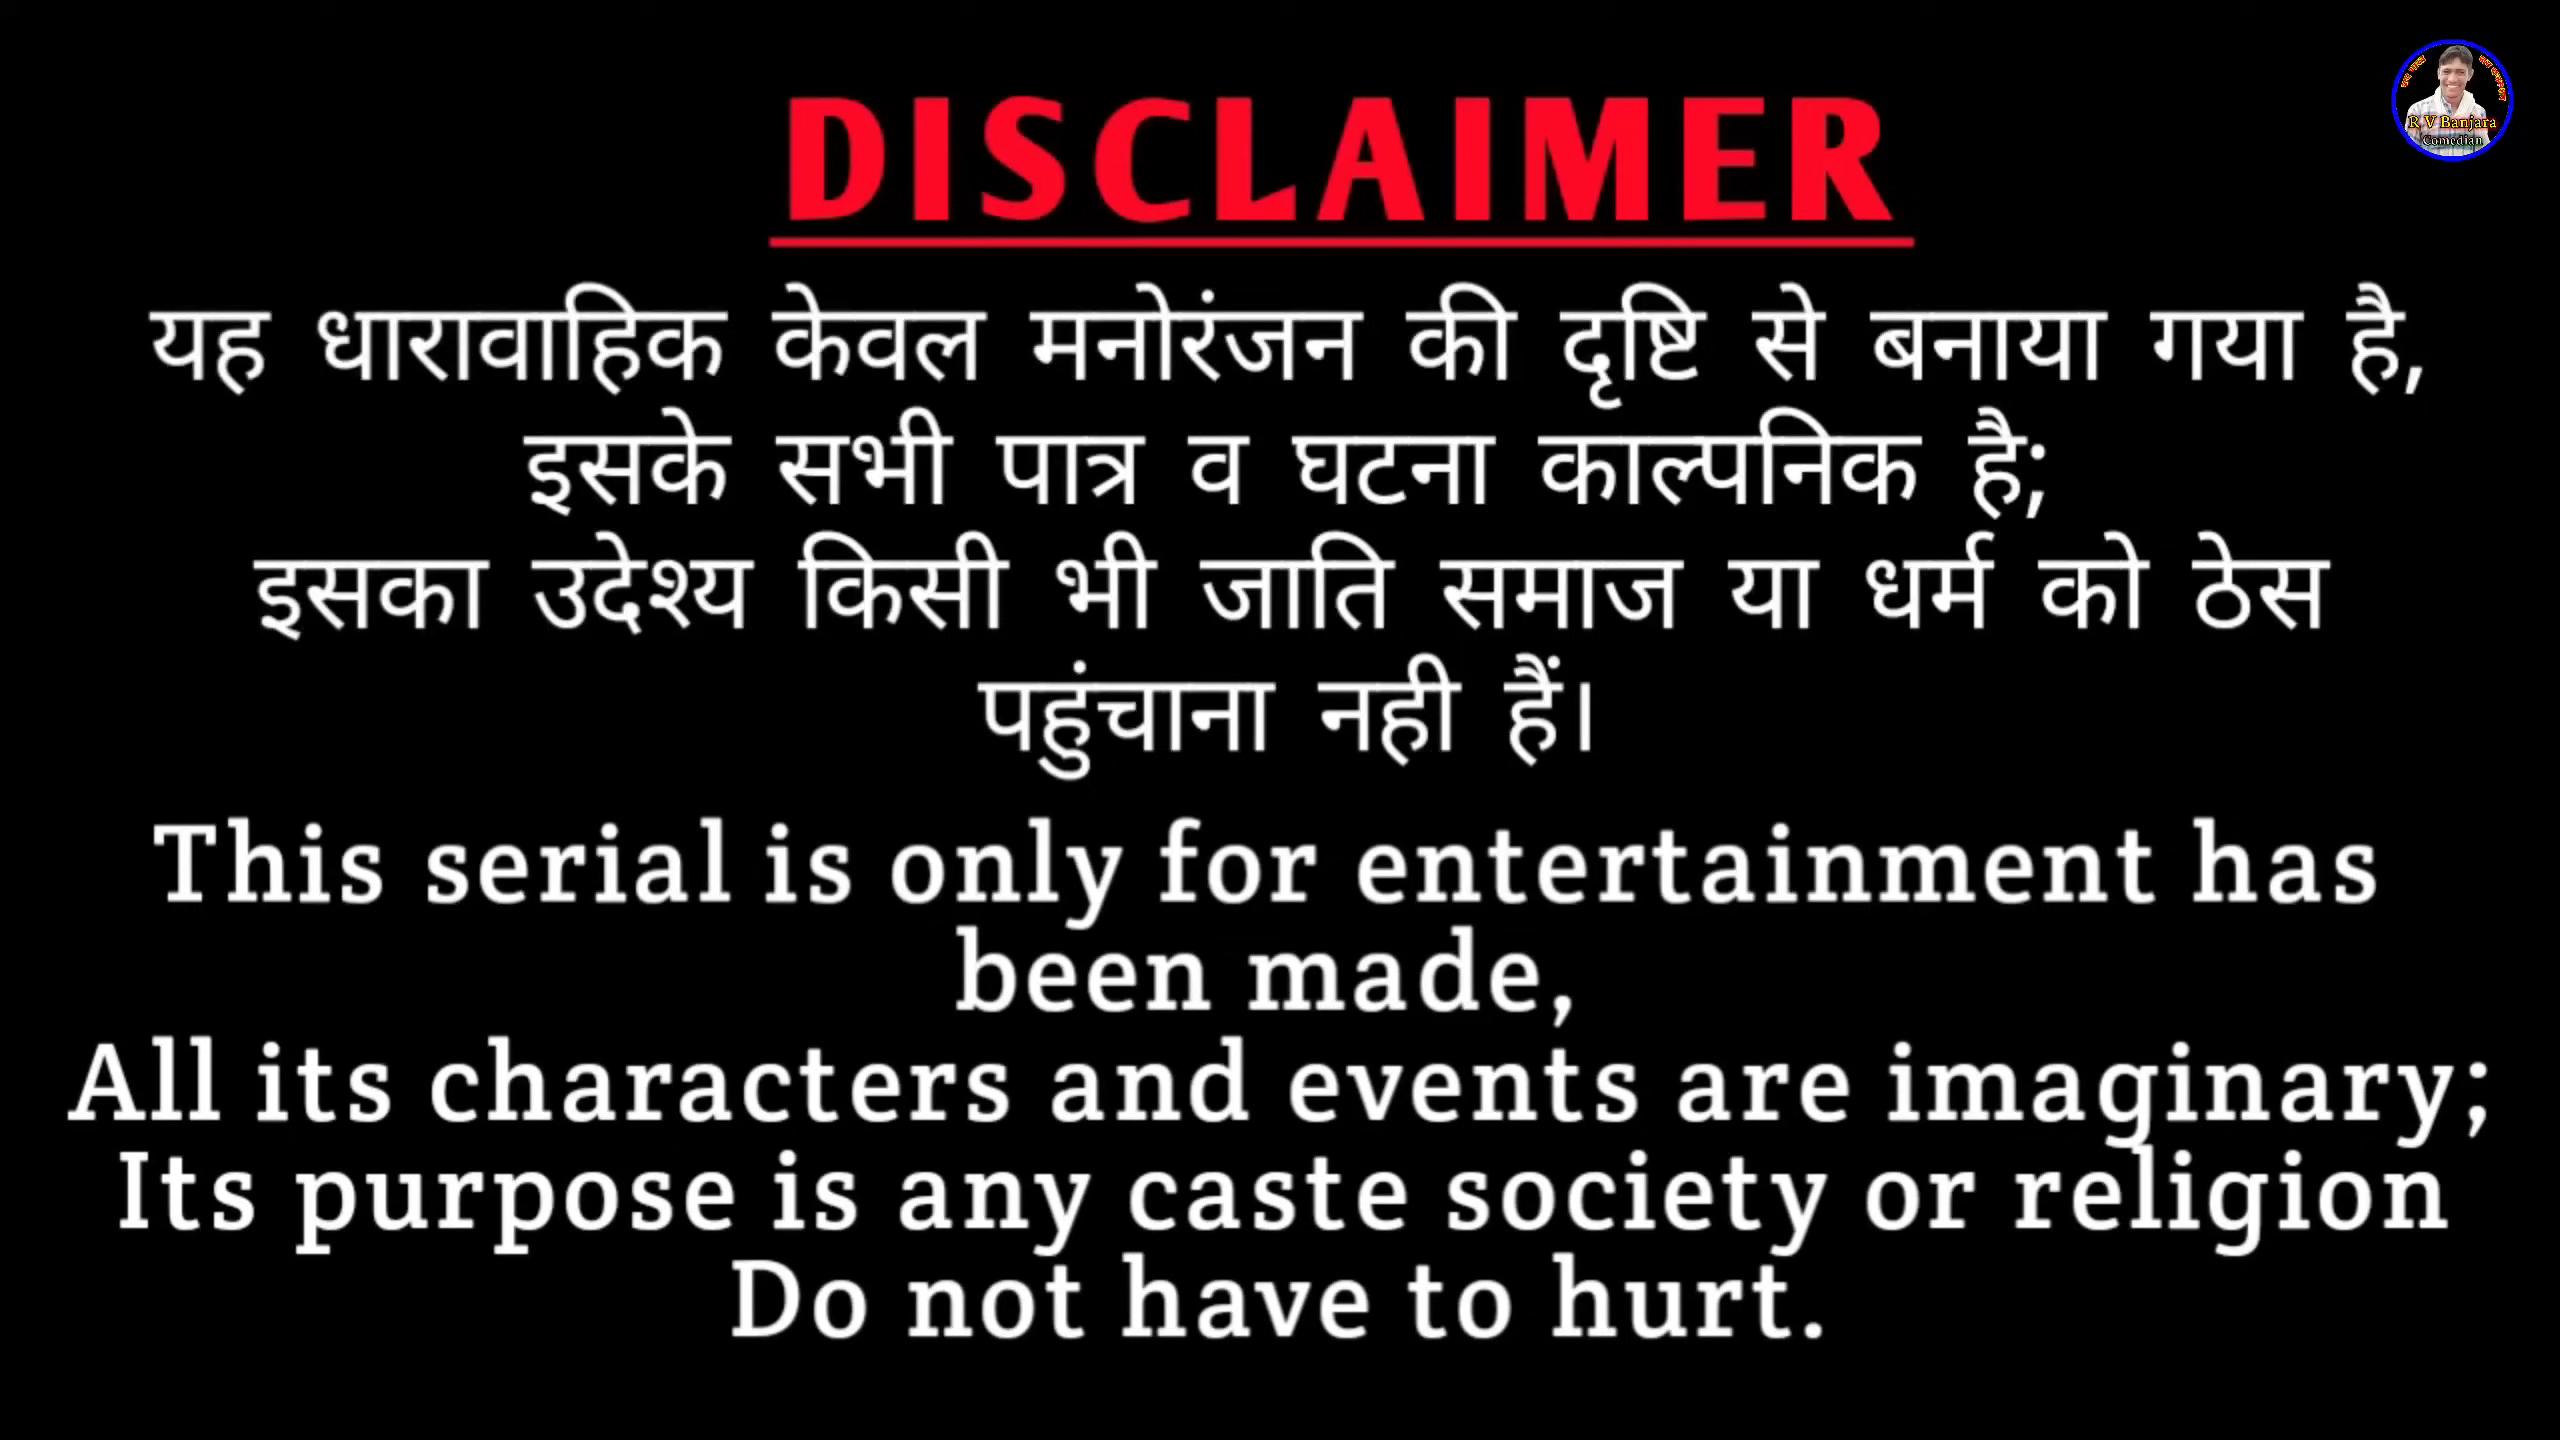 DISCLAIMER
यह धारावाहिक केवल मनोरंजन की दृष्टि से बनाया गया है,
इसके सभी पात्र व घटना काल्पनिक है;
इसका उदेश्य किसी भी जाति समाज या धर्म को ठेस
पहुंचाना नही हैं।
This serial is only for entertainment has
been made,
All its characters and events are imaginary;
Its purpose is any caste society or religion
Do not have to hurt.
R V Banjara
Comedian